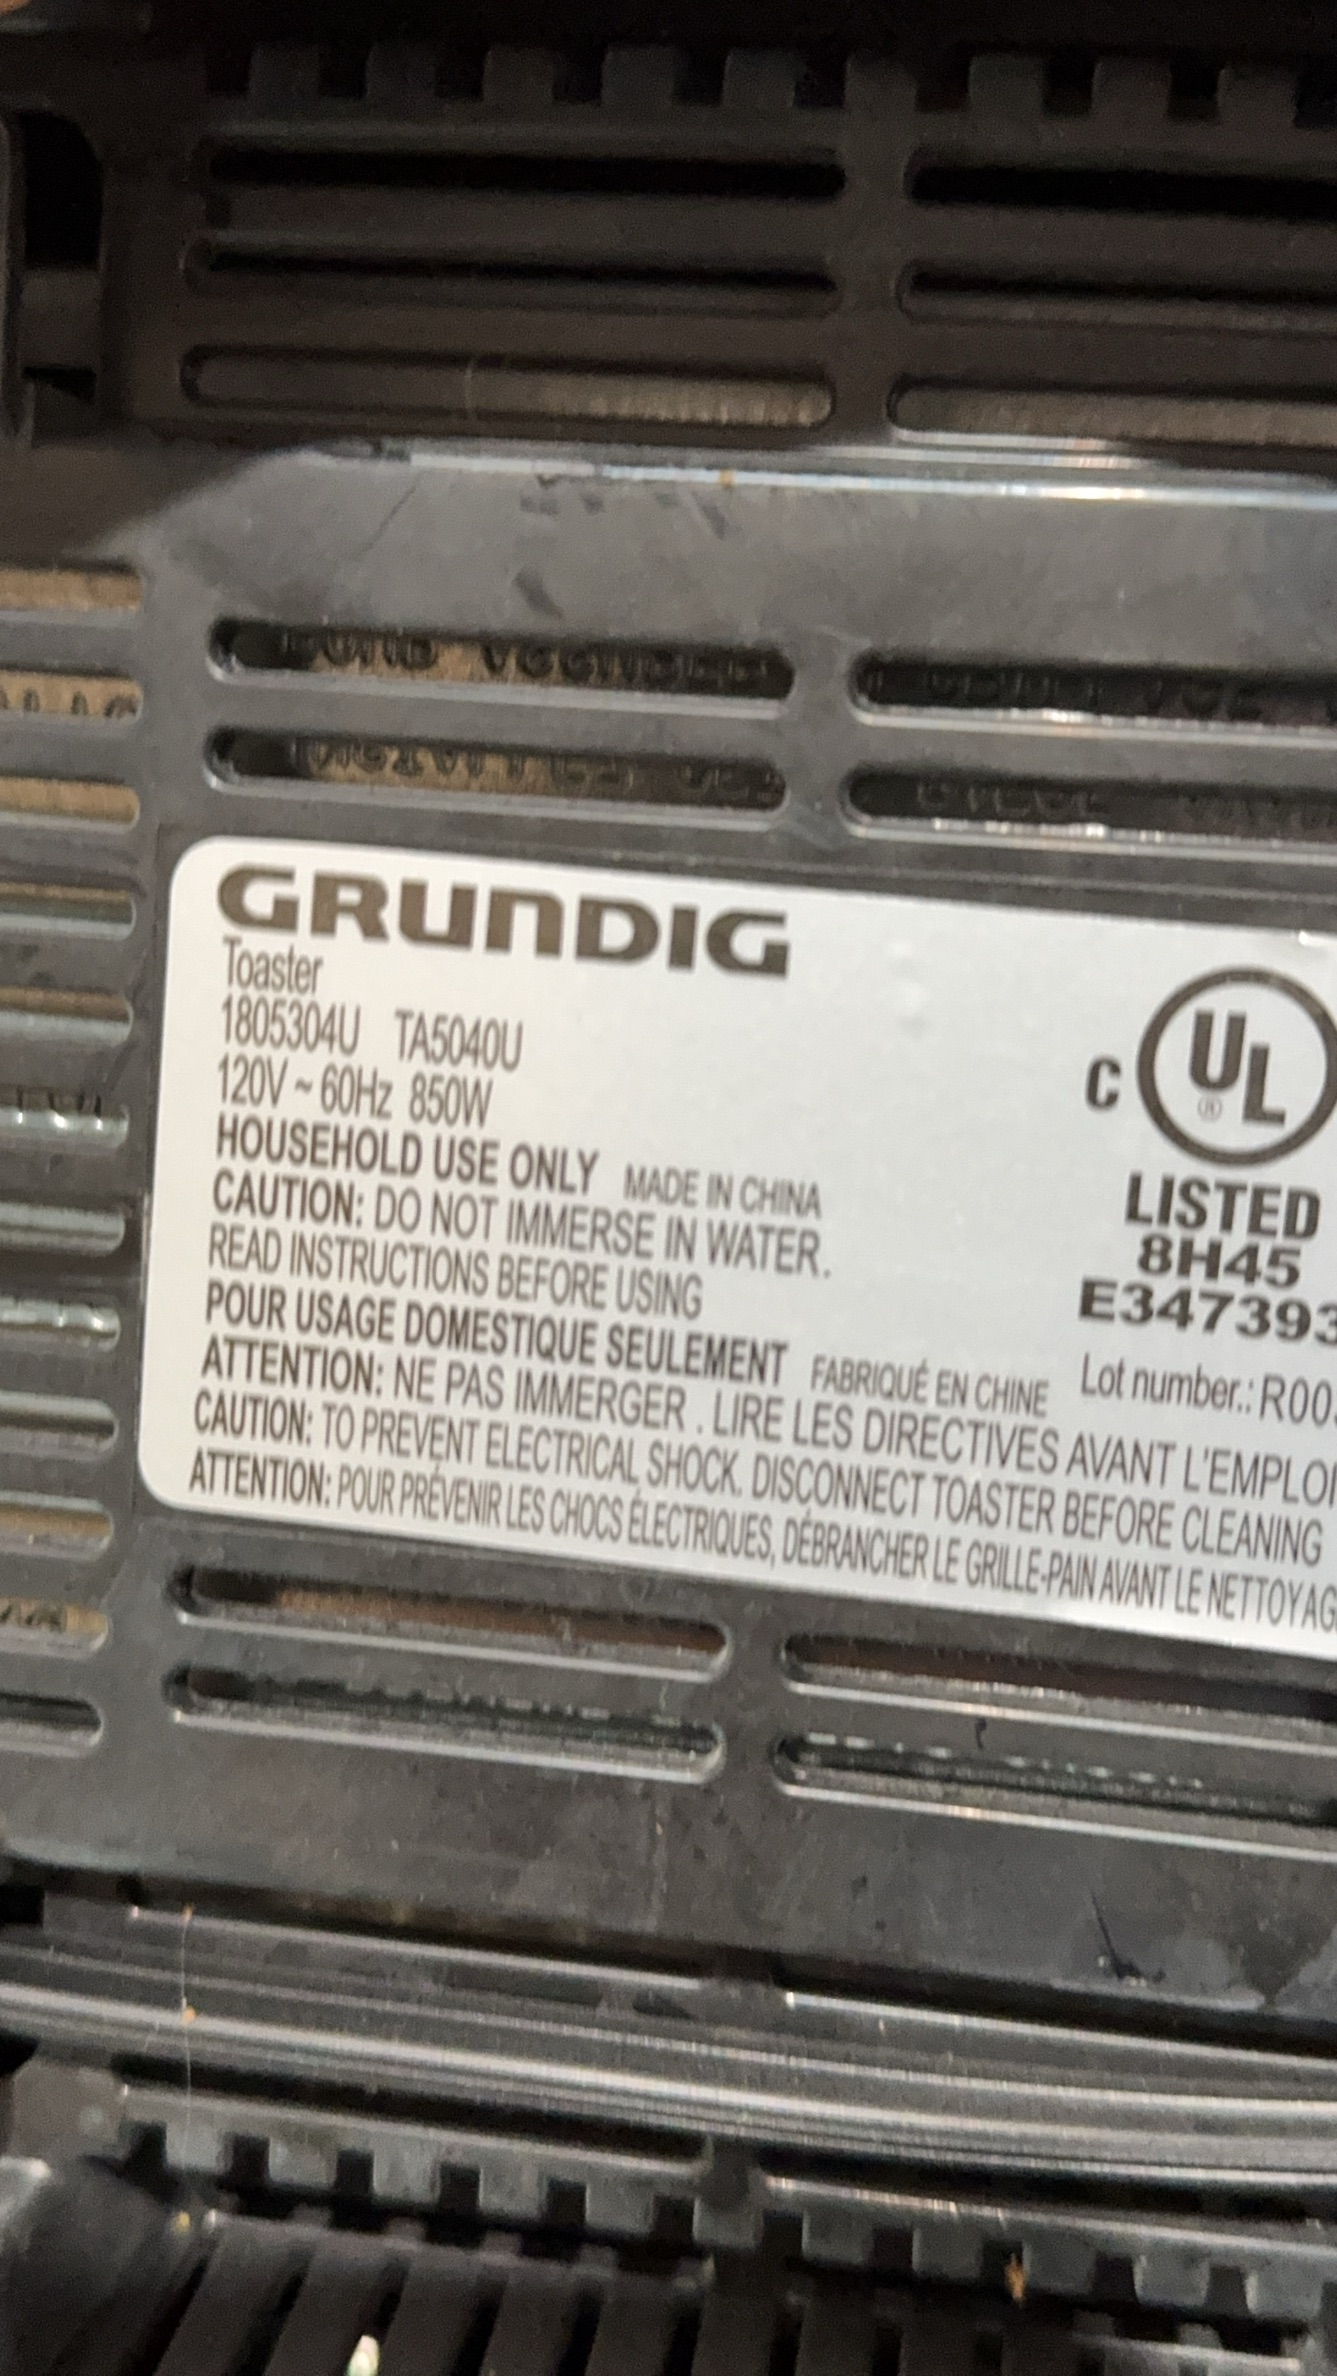 GRUNDIG
Toaster
1805304U TA5040U
120V ~ 60Hz 850W
HOUSEHOLD USE ONLY MADE IN CHINA
CAUTION: DO NOT IMMERSE IN WATER.
READ INSTRUCTIONS BEFORE USING
POUR USAGE DOMESTIQUE SEULEMENT FABRIQUÉ EN CHINE
ATTENTION: NE PAS IMMERGER . LIRE LES DIRECTIVES AVANT L'EMPLOI
CAUTION: TO PREVENT ELECTRICAL SHOCK. DISCONNECT TOASTER BEFORE CLEANING
ATTENTION: POUR PRÉVENIR LES CHOCS ÉLECTRIQUES, DÉBRANCHER LE GRILLE-PAIN AVANT LE NETTOYAG
C UL ®
LISTED
8H45
E347393
Lot number.: R00